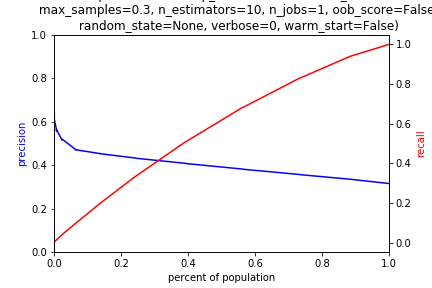 max_samples=0.3, n_estimators=10, n_jobs=1, oob_score=False
random_state=None, verbose=0, warm_start=False)
1.0
0.8
0.6
0.4
0.2
0.0
precision
1.0
0.8
0.6
0.4
0.2
0.0
recall
0.0 0.2 0.4 0.6 0.8 1.0
percent of population